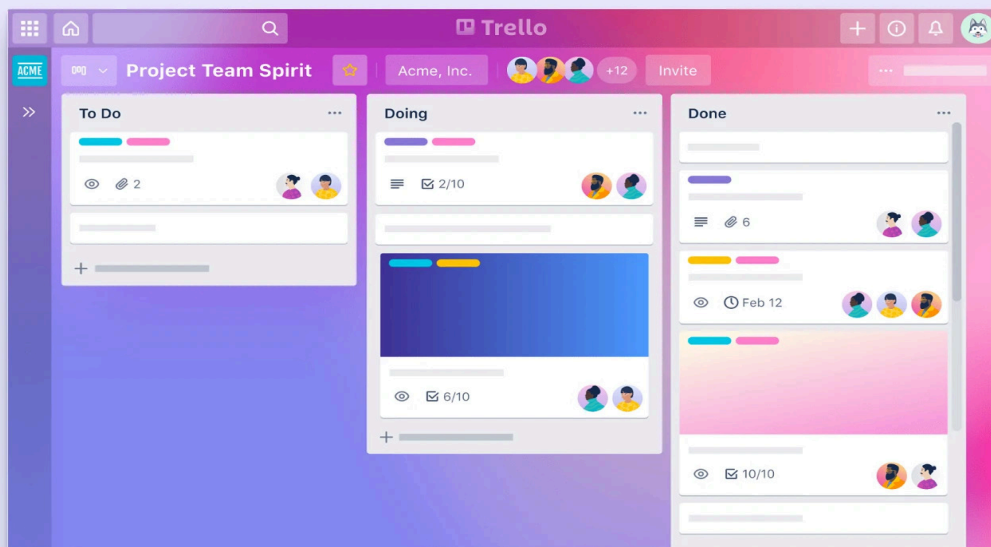 Trello
ACME
Project Team Spirit
Acme, Inc.
+12
Invite
To Do
2
Doing
2/10
6/10
Done
6
Feb 12
10/10